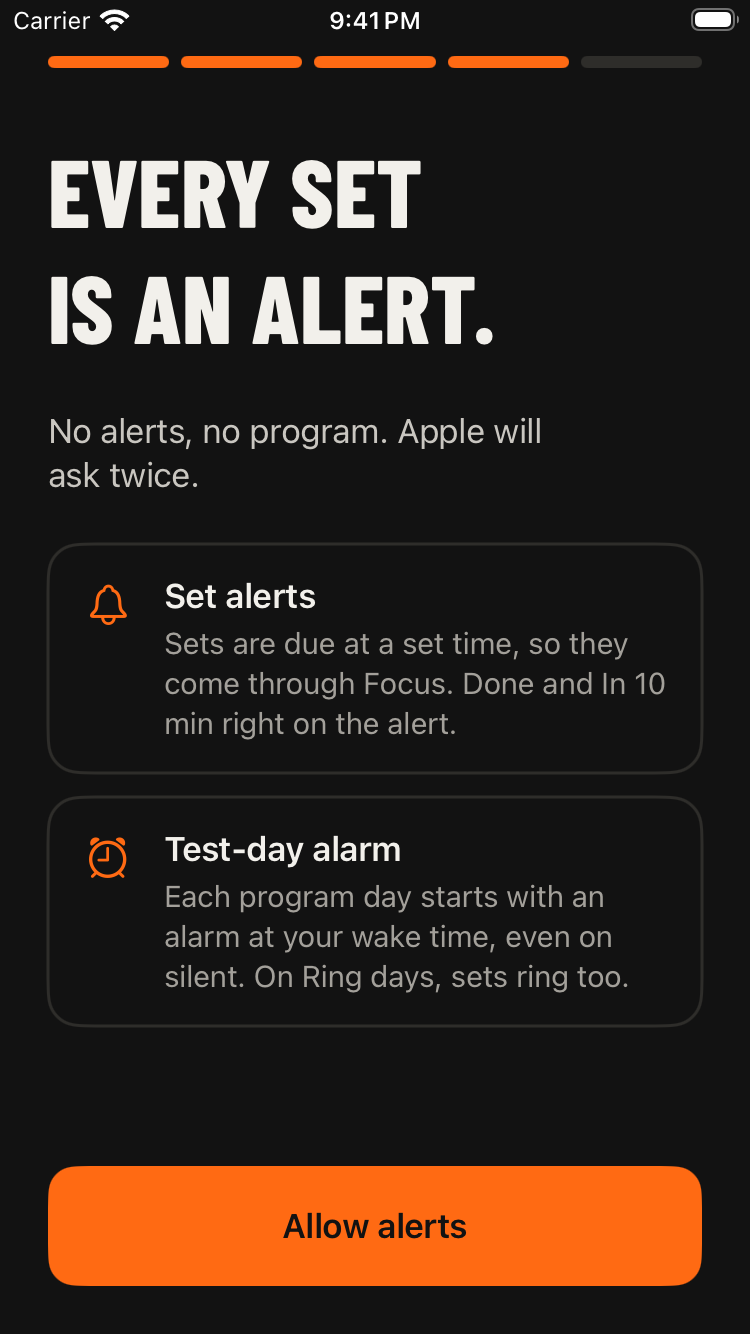 Carrier 9:41 PM
EVERY SET
IS AN ALERT.
No alerts, no program. Apple will
ask twice.
Set alerts
Sets are due at a set time, so they
come through Focus. Done and In 10
min right on the alert.
Test-day alarm
Each program day starts with an
alarm at your wake time, even on
silent. On Ring days, sets ring too.
Allow alerts